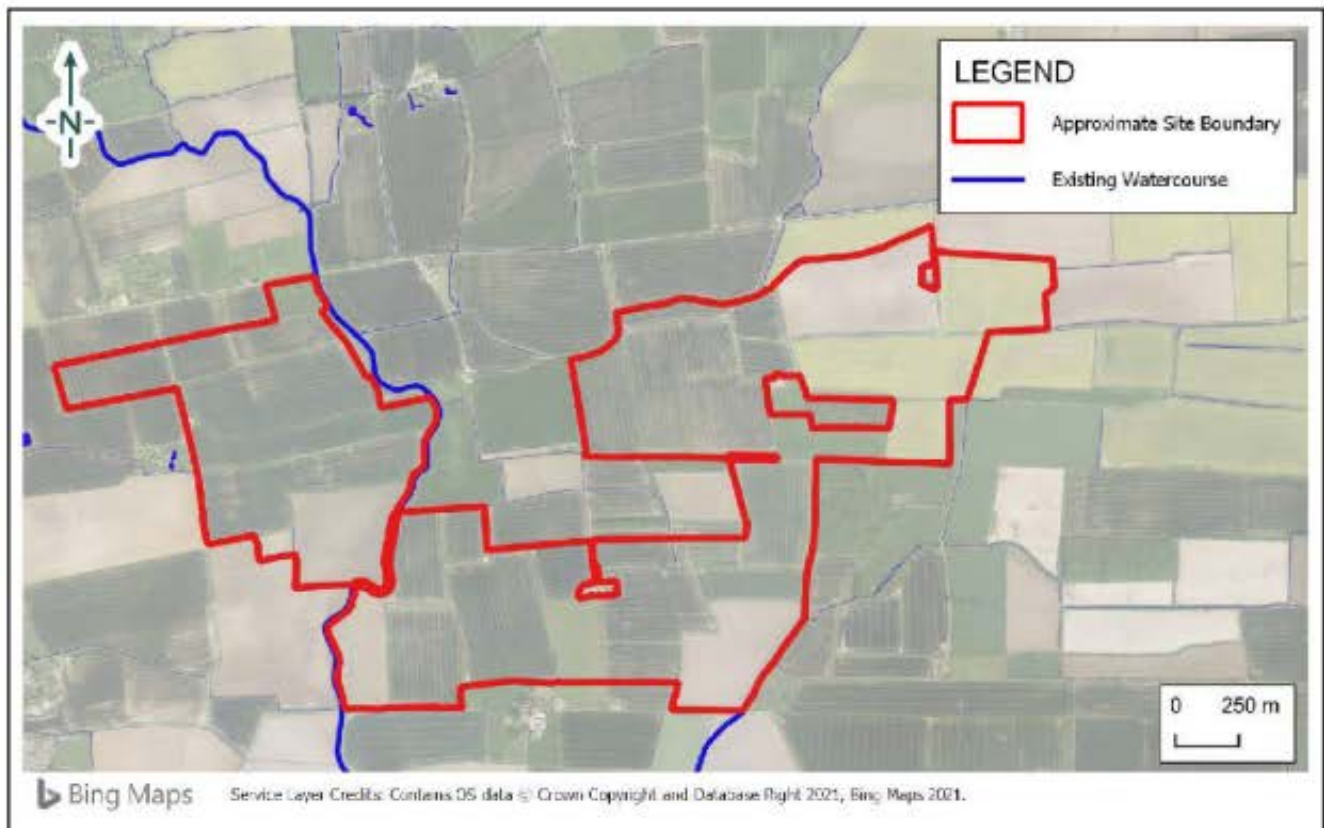 N
LEGEND
Approximate Site Boundary
Existing Watercourse
0 250 m
Bing Maps
Service Layer Credits: Contains OS data © Crown Copyright and Database Right 2021, Bing Maps 2021.